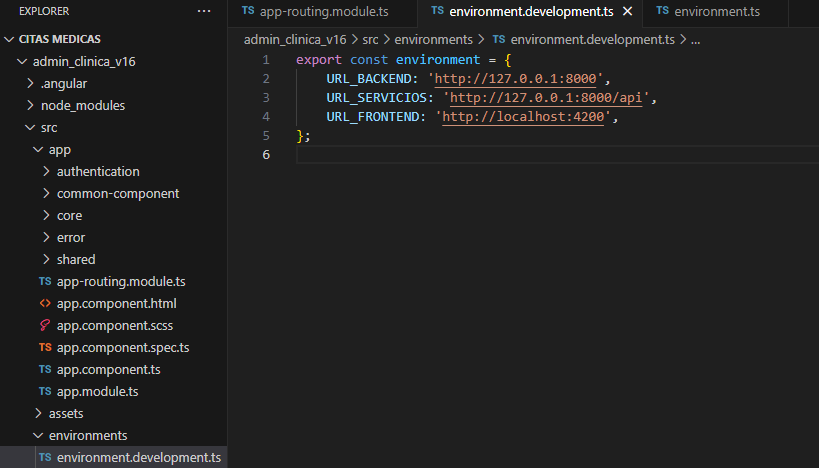 EXPLORER ...
CITAS MEDICAS
admin_clinica_v16
.angular
node_modules
src
app
authentication
common-component
core
error
shared
TS app-routing.module.ts
<> app.component.html
app.component.scss
TS app.component.spec.ts
TS app.component.ts
TS app.module.ts
assets
environments
TS environment.development.ts
TS app-routing.module.ts
TS environment.development.ts
TS environment.ts
admin_clinica_v16 > src > environments > TS environment.development.ts > ...
1 export const environment = {
2 URL_BACKEND: 'http://127.0.0.1:8000',
3 URL_SERVICIOS: 'http://127.0.0.1:8000/api',
4 URL_FRONTEND: 'http://localhost:4200',
5 };
6